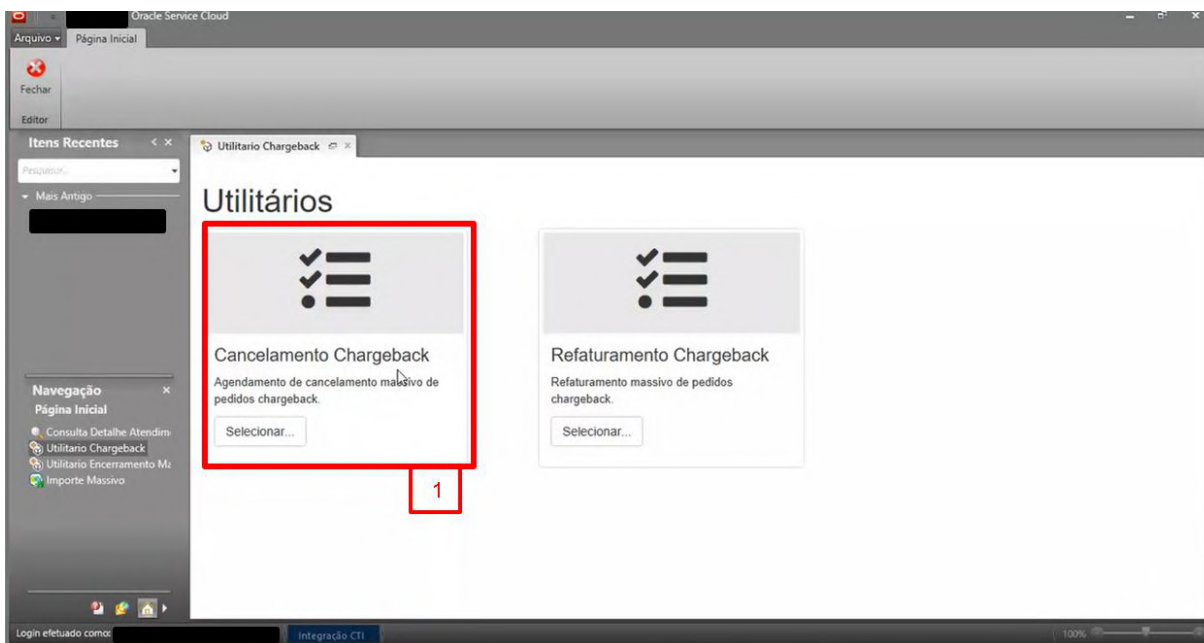 Oracle Service Cloud
Arquivo
Página Inicial
Fechar
Editor
Itens Recentes
Utilitario Chargeback
Pesquisar...
Mais Antigo
Utilitários
Cancelamento Chargeback
Agendamento de cancelamento massivo de
pedidos chargeback.
Selecionar...
1
Refaturamento Chargeback
Refaturamento massivo de pedidos
chargeback.
Selecionar...
Navegação
Página Inicial
Consulta Detalhe Atendim
Utilitario Chargeback
Utilitario Encerramento Ma
Importe Massivo
Login efetuado como:
Integração CTI
100%